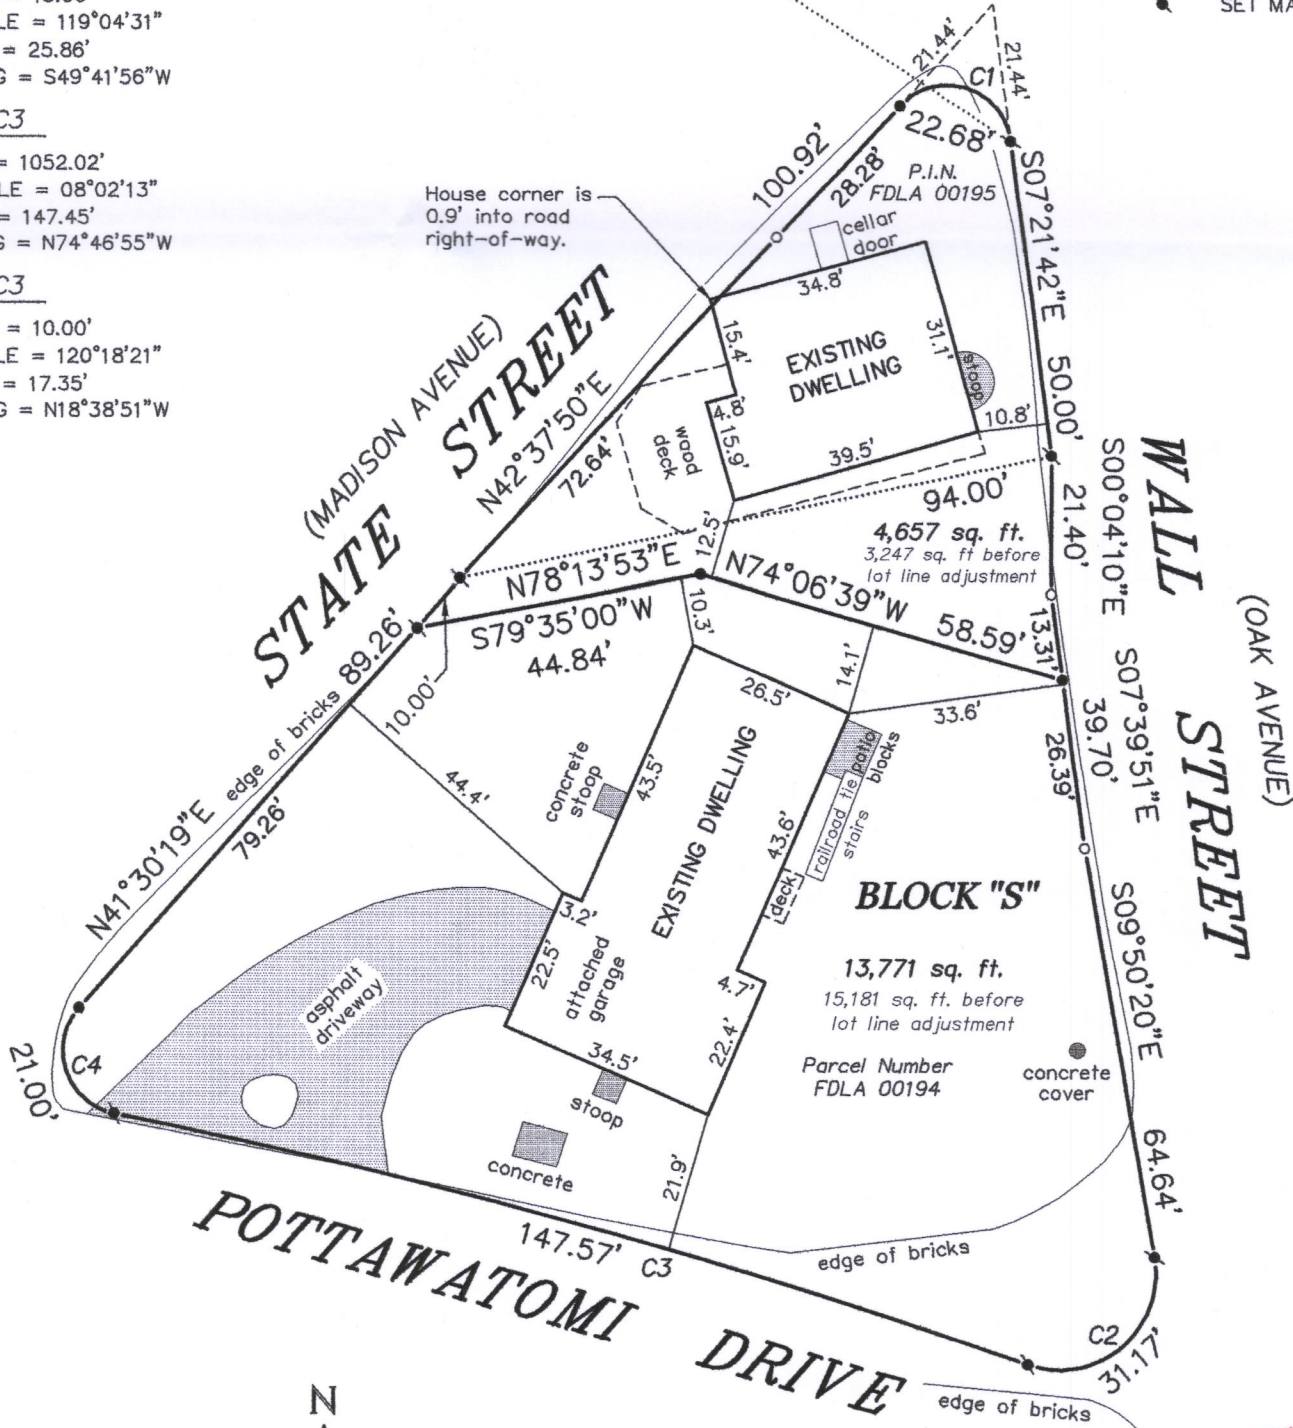 LE = 119°04'31"
= 25.86'
G = S49°41'56"W
C3
= 1052.02'
LE = 08°02'13"
= 147.45'
G = N74°46'55"W
C3
= 10.00'
LE = 120°18'21"
= 17.35'
G = N18°38'51"W
SET MA
21.44'
21.44'
C1
22.68'
100.92'
28.28'
P.I.N.
FDLA 00195
House corner is
0.9' into road
right-of-way.
cellar
door
34.8'
S07°21'42"E
50.00'
15.4'
EXISTING
DWELLING
31.1'
stoop
4.8'
15.9'
39.5'
10.8'
wood
deck
(MADISON AVENUE)
STATE STREET
N42°37'50"E
72.64'
94.00'
4,657 sq. ft.
3,247 sq. ft before
lot line adjustment
21.40'
S00°04'10"E
WALL STREET
(OAK AVENUE)
12.5'
N78°13'53"E
N74°06'39"W
58.59'
13.31'
S79°35'00"W
44.84'
10.3'
14.1'
89.26'
10.00'
edge of bricks
26.5'
33.6'
S07°39'51"E
39.70'
26.39'
N41°30'19"E
79.26'
44.4'
concrete
stoop
43.5'
EXISTING DWELLING
43.6'
patio
blocks
railroad tie
stairs
deck
BLOCK "S"
S09°50'20"E
3.2'
22.5'
attached
garage
4.7'
22.4'
13,771 sq. ft.
15,181 sq. ft. before
lot line adjustment
Parcel Number
FDLA 00194
concrete
cover
asphalt
driveway
C4
21.00'
34.5'
stoop
concrete
21.9'
64.64'
147.57'
C3
edge of bricks
POTTAWATOMI DRIVE
C2
31.17'
edge of bricks
N